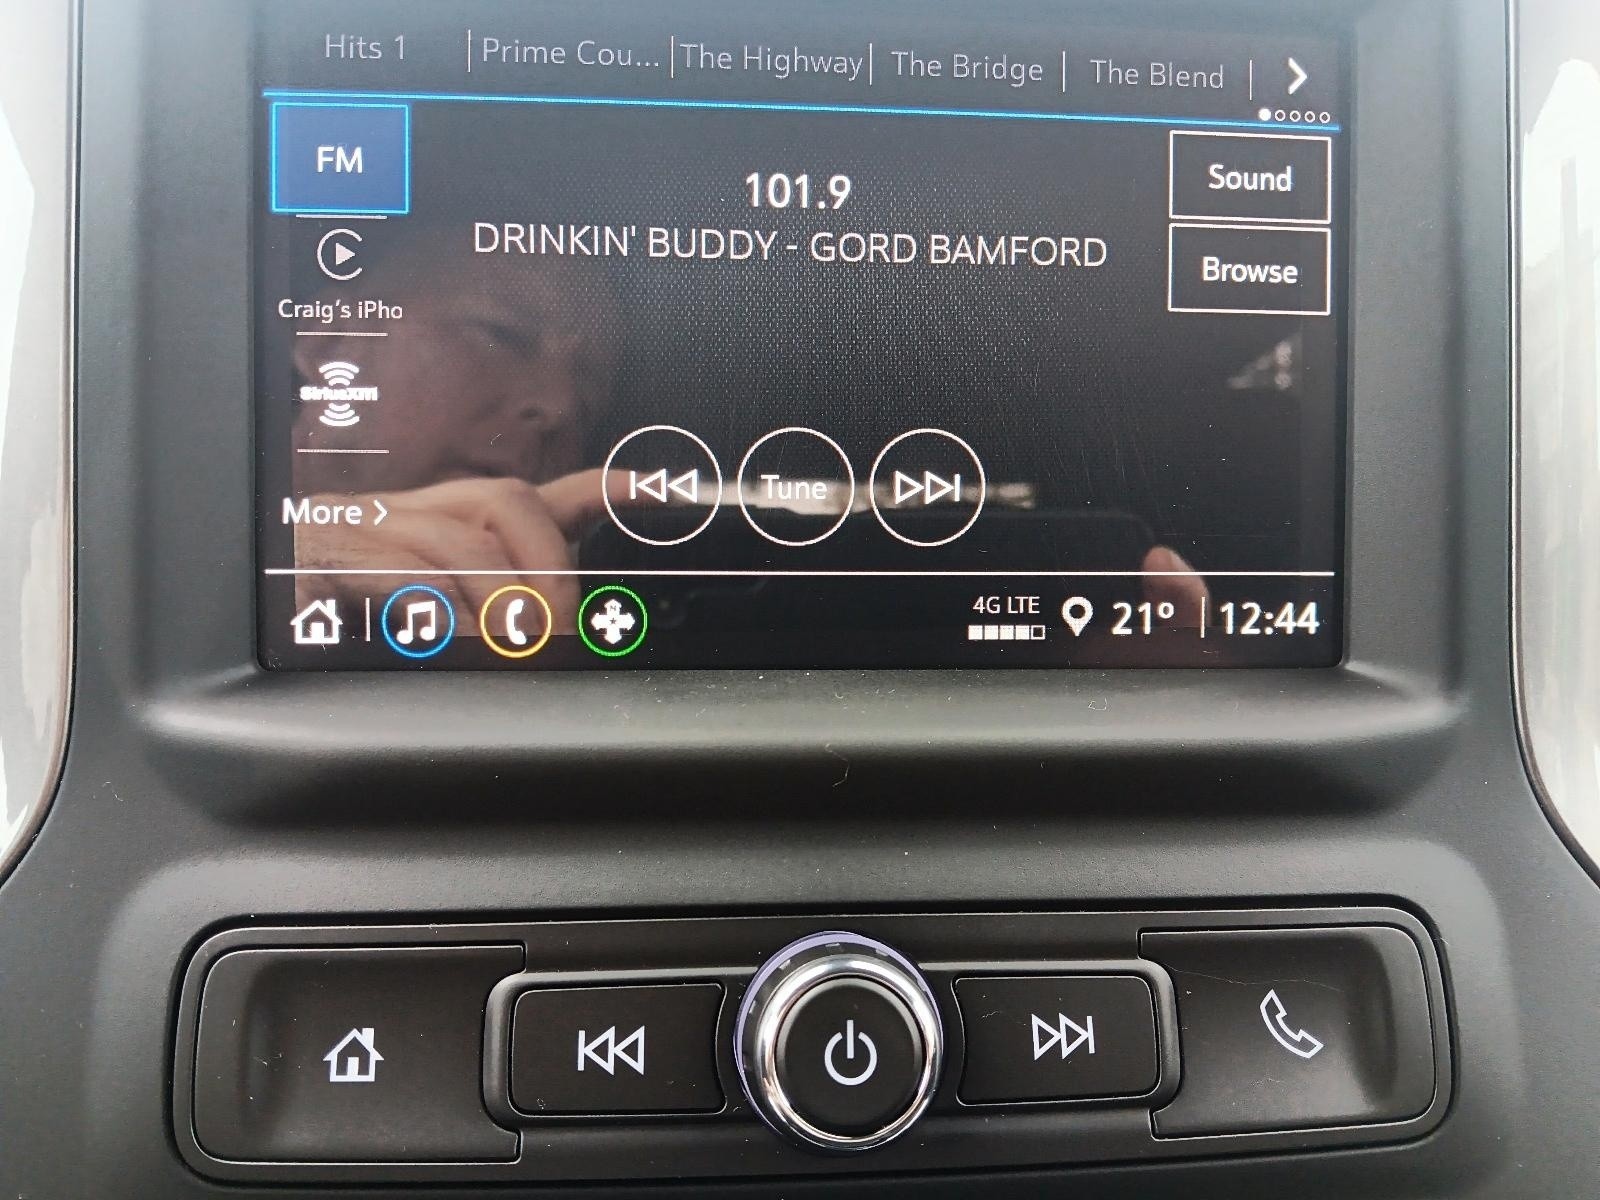 Hits 1 | Prime Cou... | The Highway | The Bridge | The Blend |
FM
101.9
Sound
DRINKIN' BUDDY - GORD BAMFORD
Browse
Craig's iPho
SiriusXM
Tune
More >
4G LTE
21° | 12:44